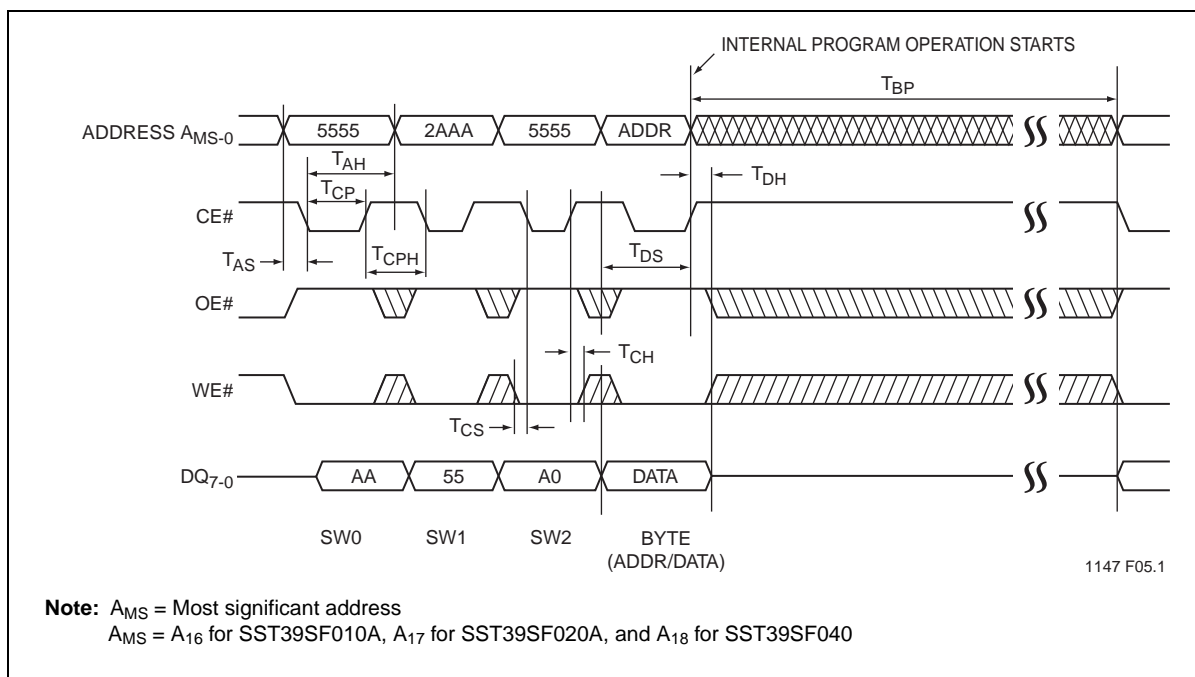 INTERNAL PROGRAM OPERATION STARTS
TBP
ADDRESS AMS-0
5555 2AAA 5555 ADDR
TAH
TDH
TCP
CE#
TAS
TCPH
TDS
OE#
TCH
WE#
TCS
DQ7-0
AA 55 A0 DATA
SW0 SW1 SW2 BYTE
(ADDR/DATA)
1147 F05.1
Note: AMS = Most significant address
AMS = A16 for SST39SF010A, A17 for SST39SF020A, and A18 for SST39SF040